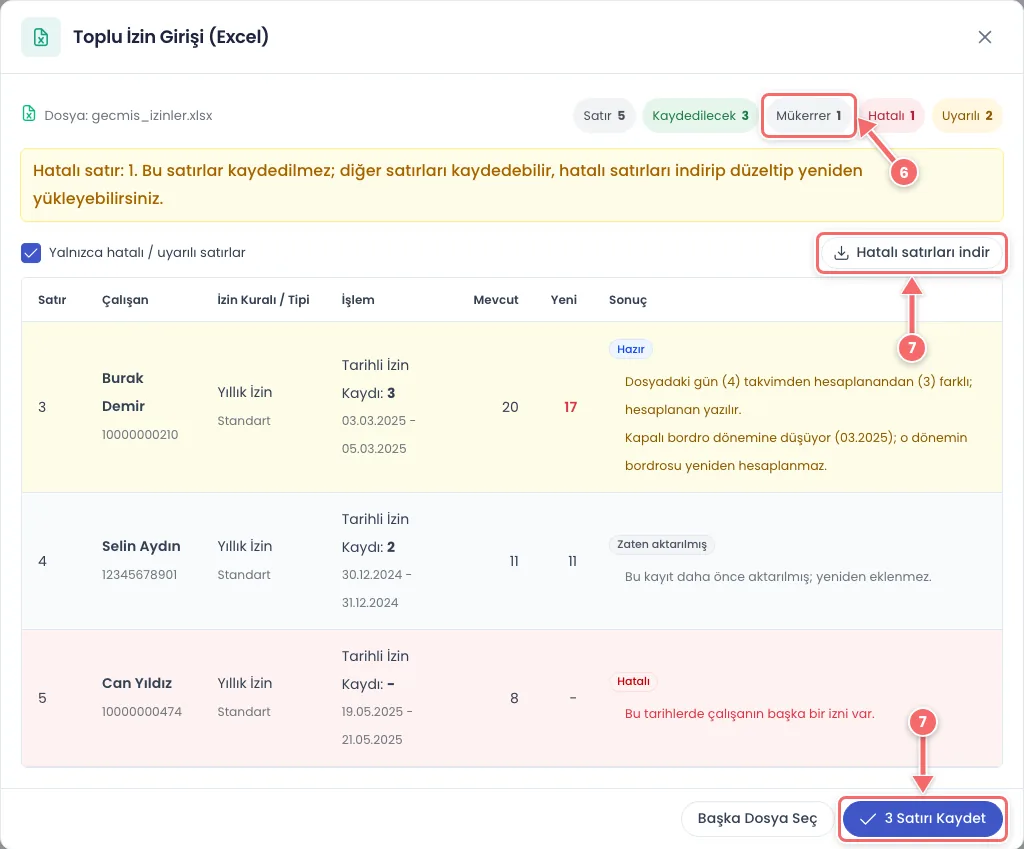 Toplu İzin Girişi (Excel)
Dosya: gecmis_izinler.xlsx
Satır 5
Kaydedilecek 3
Mükerrer 1
Hatalı 1
Uyarılı 2
6
Hatalı satır: 1. Bu satırlar kaydedilmez; diğer satırları kaydedebilir, hatalı satırları indirip düzeltip yeniden
yükleyebilirsiniz.
Yalnızca hatalı / uyarılı satırlar
Hatalı satırları indir
7
Satır Çalışan İzin Kuralı / Tipi İşlem Mevcut Yeni Sonuç
3
Burak
Demir
10000000210
Yıllık İzin
Standart
Tarihli İzin
Kaydı: 3
03.03.2025 -
05.03.2025
20
17
Hazır
Dosyadaki gün (4) takvimden hesaplanandan (3) farklı;
hesaplanan yazılır.
Kapalı bordro dönemine düşüyor (03.2025); o dönemin
bordrosu yeniden hesaplanmaz.
4
Selin Aydın
12345678901
Yıllık İzin
Standart
Tarihli İzin
Kaydı: 2
30.12.2024 -
31.12.2024
11
11
Zaten aktarılmış
Bu kayıt daha önce aktarılmış; yeniden eklenmez.
5
Can Yıldız
10000000474
Yıllık İzin
Standart
Tarihli İzin
Kaydı: -
19.05.2025 -
21.05.2025
8
-
Hatalı
Bu tarihlerde çalışanın başka bir izni var.
7
Başka Dosya Seç
3 Satırı Kaydet